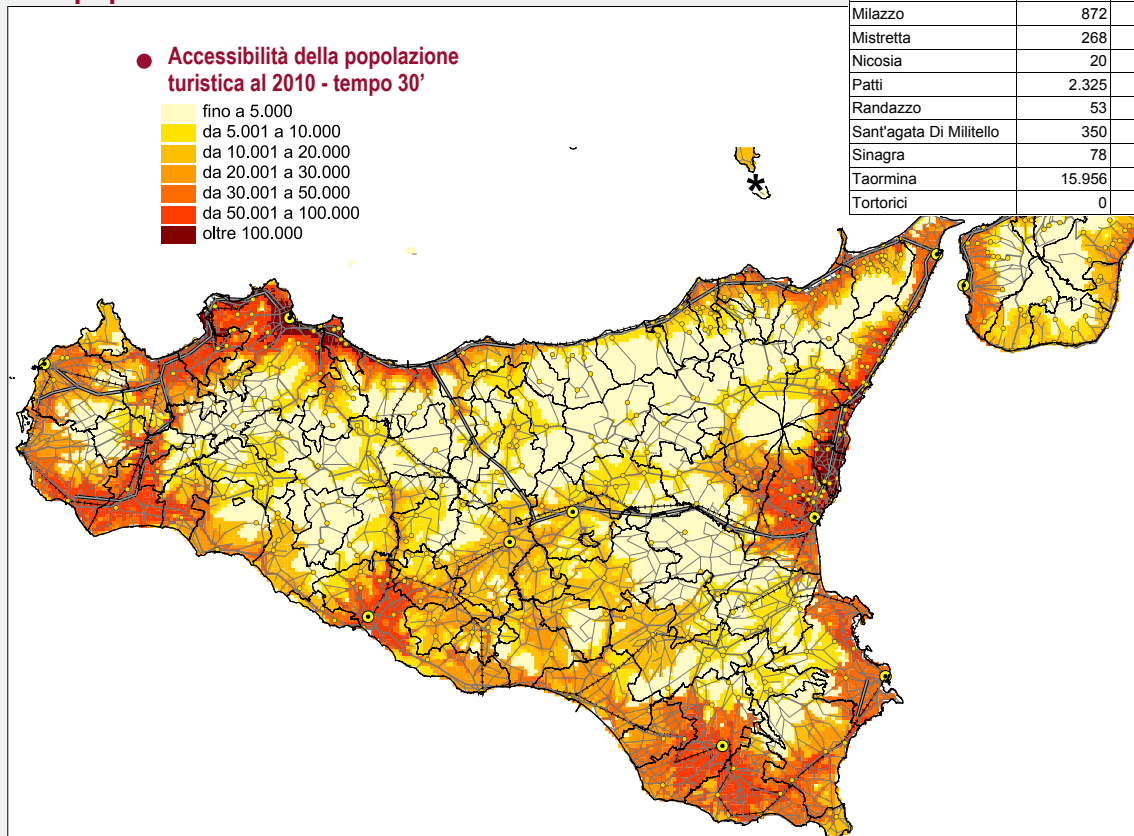 ● Accessibilità della popolazione
turistica al 2010 - tempo 30'
fino a 5.000
da 5.001 a 10.000
da 10.001 a 20.000
da 20.001 a 30.000
da 30.001 a 50.000
da 50.001 a 100.000
oltre 100.000
*
Milazzo 872
Mistretta 268
Nicosia 20
Patti 2.325
Randazzo 53
Sant'agata Di Militello 350
Sinagra 78
Taormina 15.956
Tortorici 0